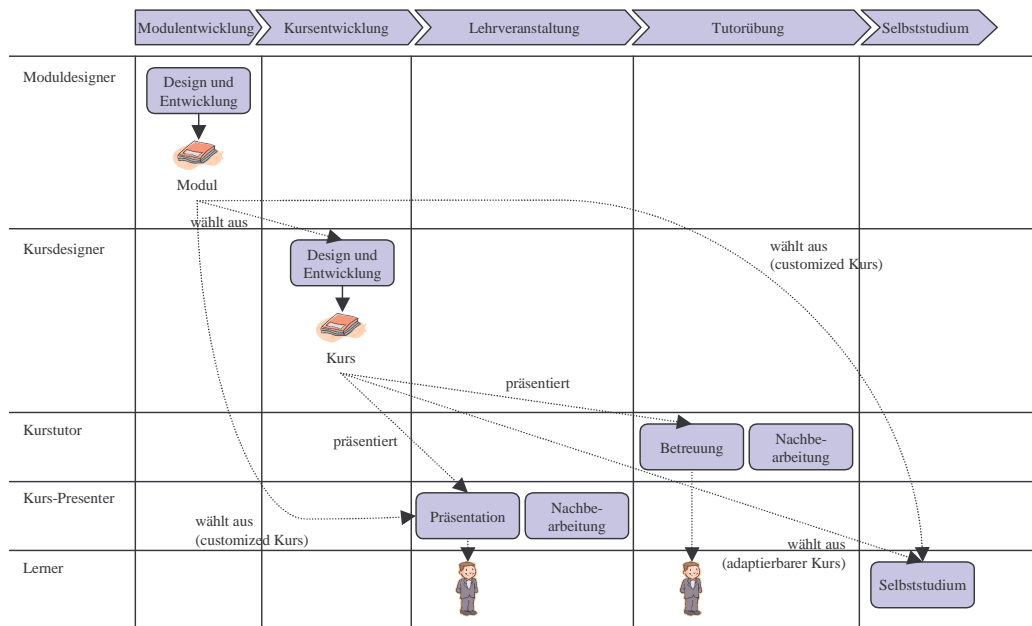 Modulentwicklung
Kursentwicklung
Lehrveranstaltung
Tutorübung
Selbststudium
Moduldesigner
Design und
Entwicklung
Modul
wählt aus
Kursdesigner
Design und
Entwicklung
wählt aus
(customized Kurs)
Kurs
präsentiert
Kurstutor
präsentiert
Betreuung
Nachbe-
arbeitung
Kurs-Presenter
Präsentation
Nachbe-
arbeitung
wählt aus
(customized Kurs)
wählt aus
(adaptierbarer Kurs)
Lerner
Selbststudium